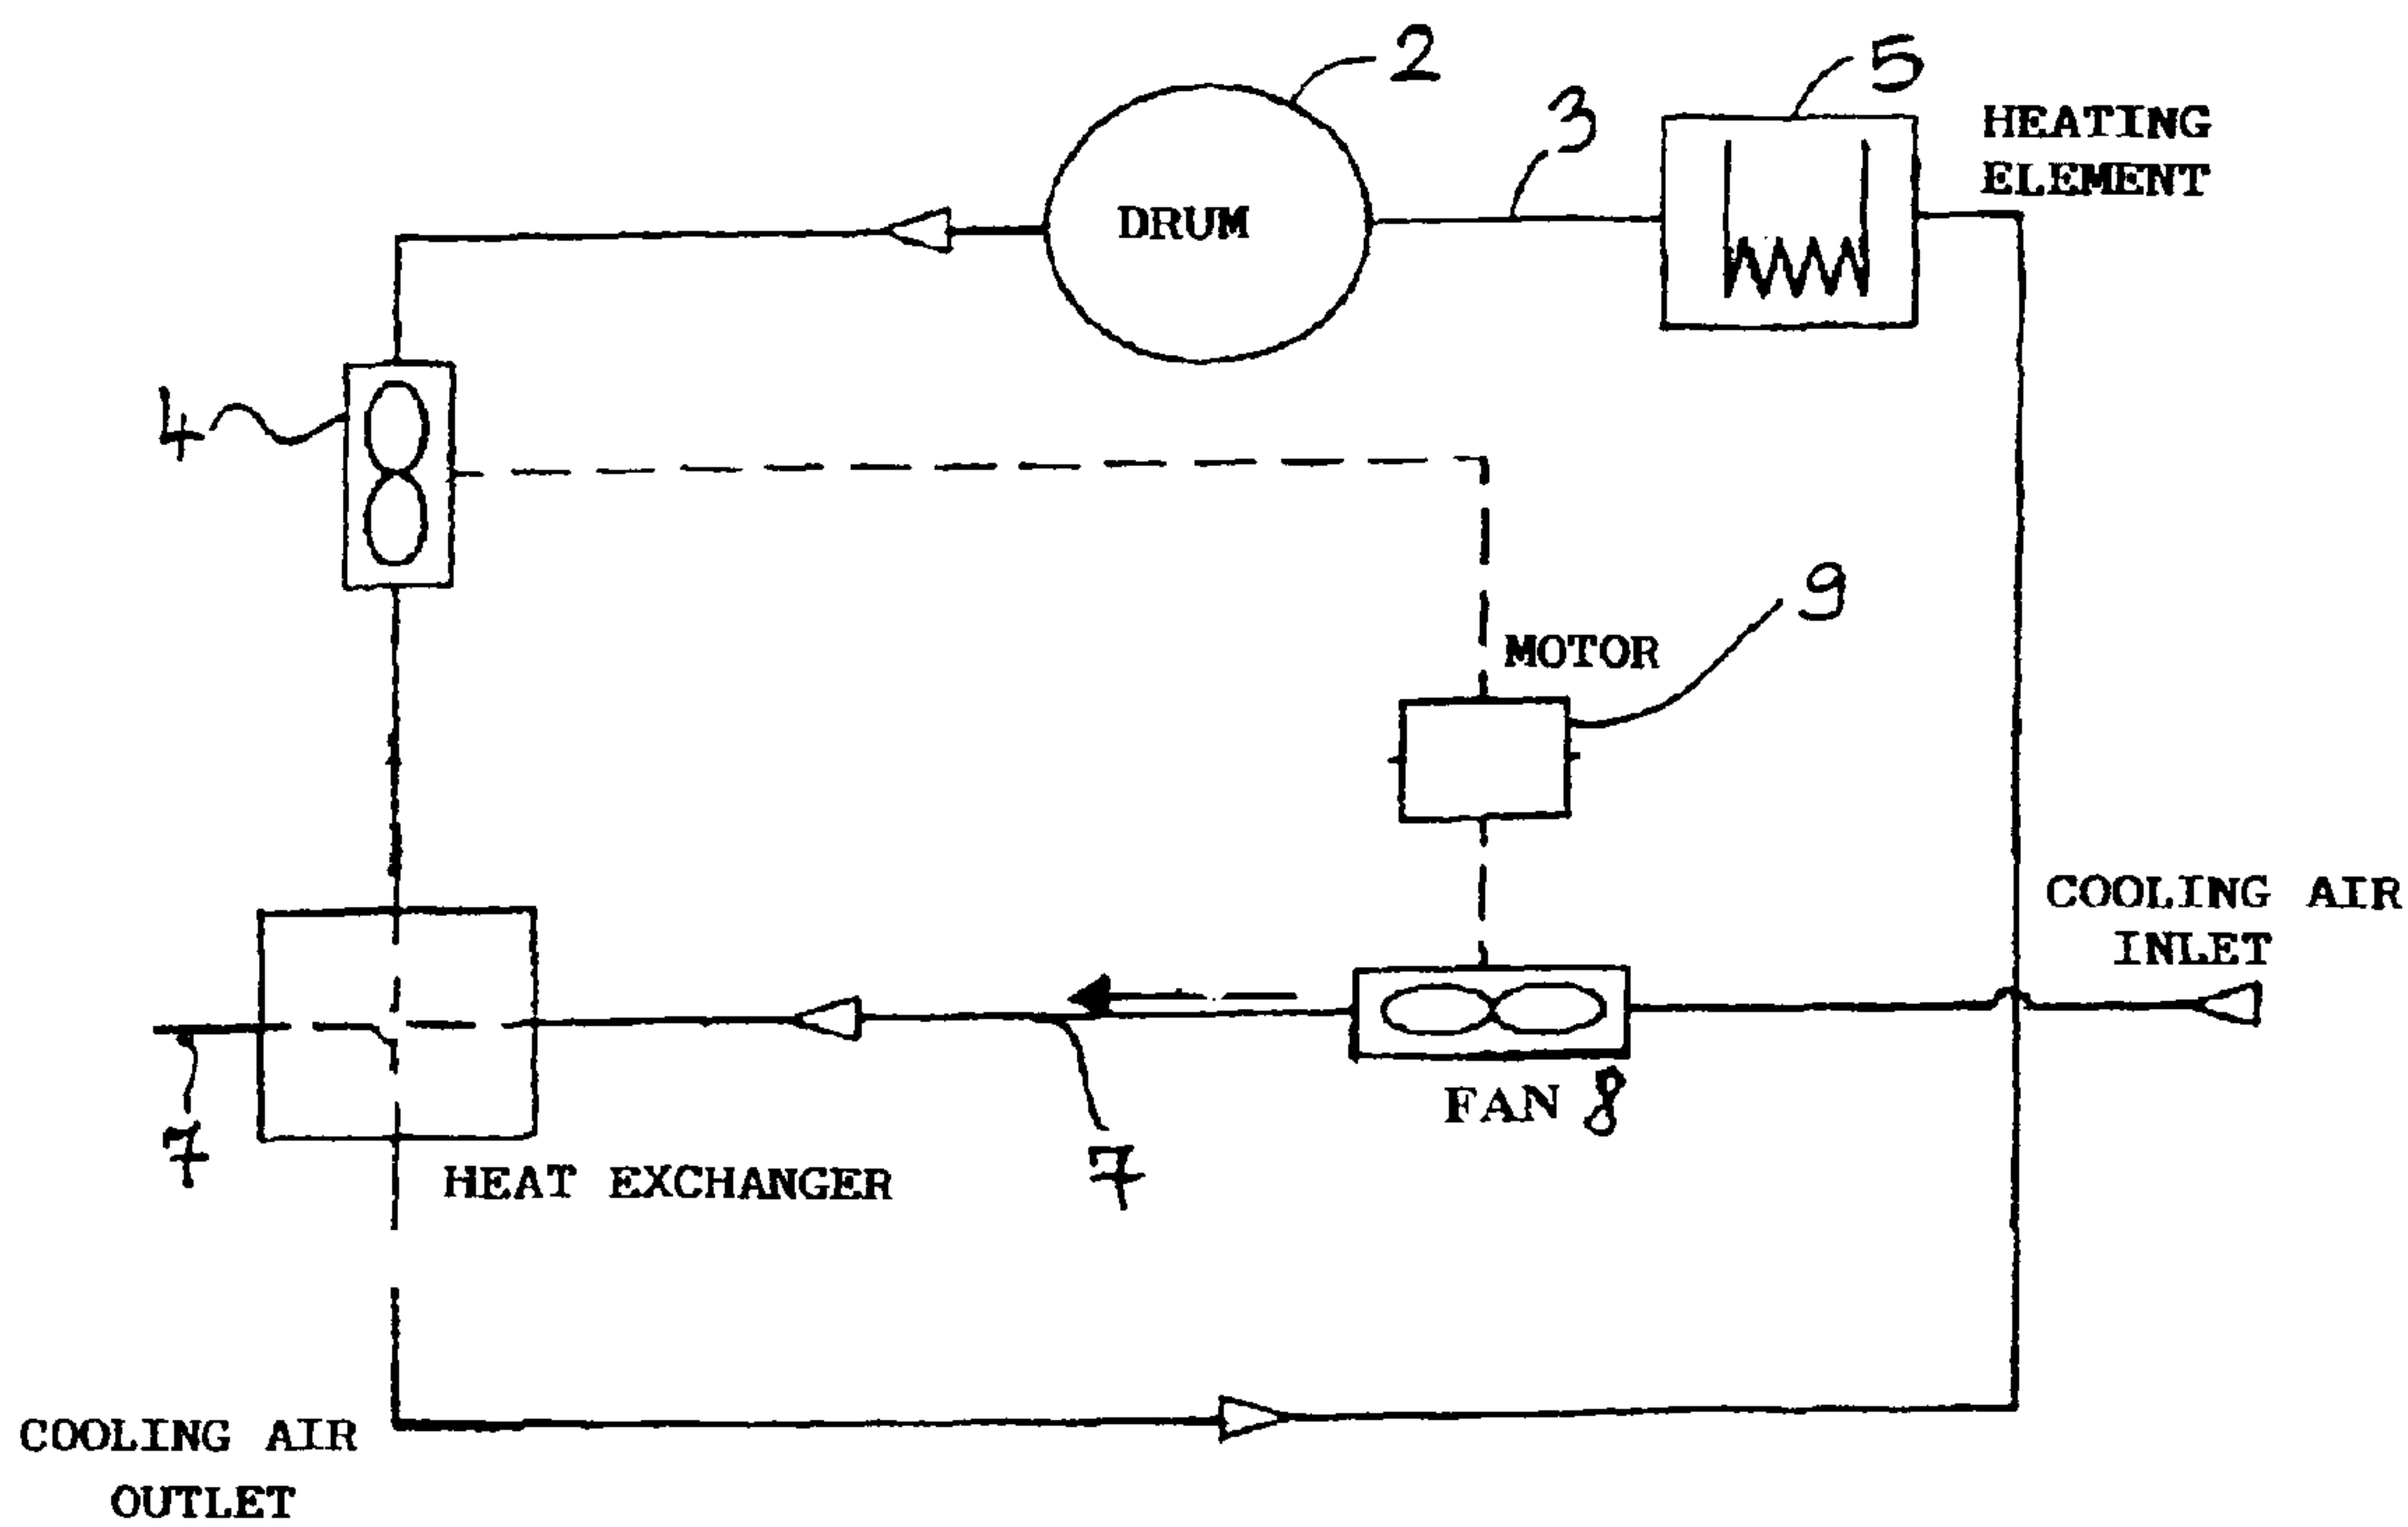 2
5
3
HEATING
ELEMENT
DRUM
4
9
MOTOR
COOLING AIR
INLET
FAN 8
7
7
HEAT EXCHANGER
COOLING AIR
OUTLET